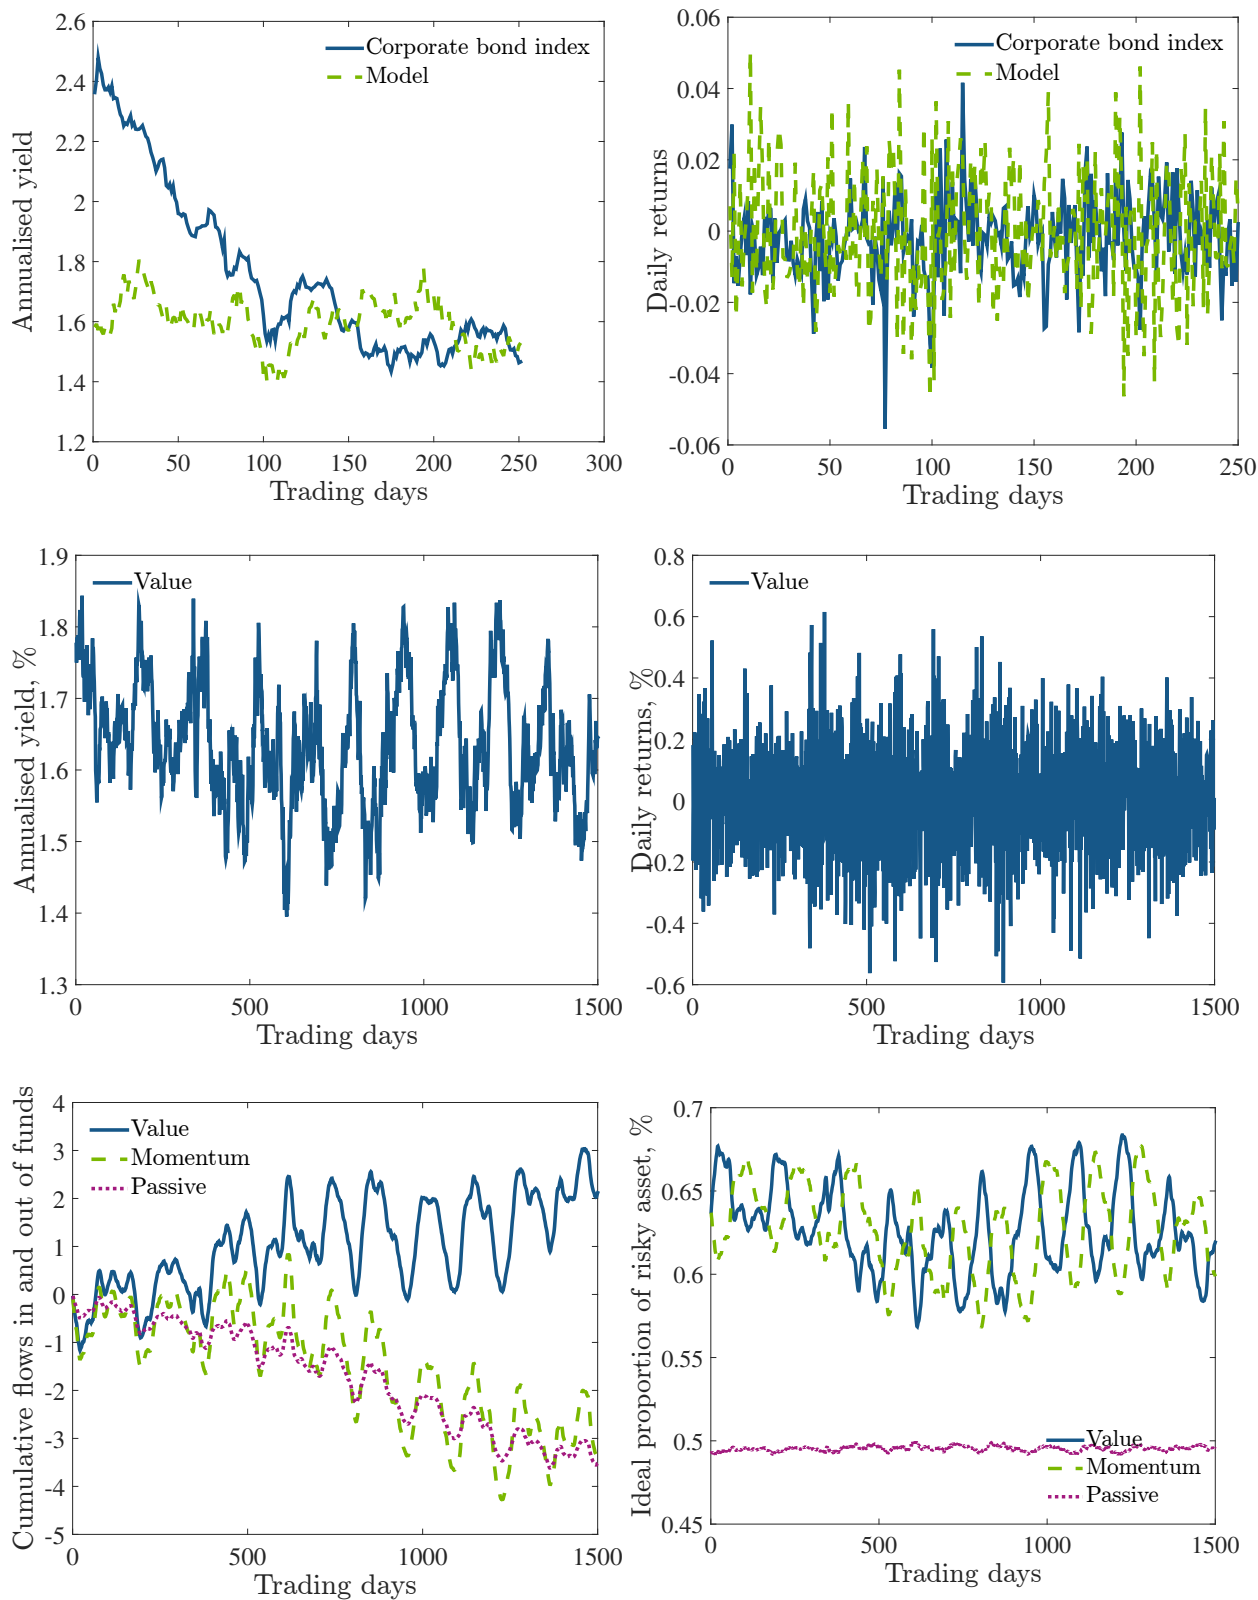 2.6
2.4
2.2
2
1.8
1.6
1.4
1.2
Annualised yield
Corporate bond index
Model
0 50 100 150 200 250 300
Trading days
0.06
0.04
0.02
0
-0.02
-0.04
-0.06
Daily returns
Corporate bond index
Model
0 50 100 150 200 250
Trading days
1.9
1.8
1.7
1.6
1.5
1.4
1.3
Annualised yield, %
Value
0 500 1000 1500
Trading days
0.8
0.6
0.4
0.2
0
-0.2
-0.4
-0.6
Daily returns, %
Value
0 500 1000 1500
Trading days
4
3
2
1
0
-1
-2
-3
-4
-5
Cumulative flows in and out of funds
Value
Momentum
Passive
0 500 1000 1500
Trading days
0.7
0.65
0.6
0.55
0.5
0.45
Ideal proportion of risky asset, %
Value
Momentum
Passive
0 500 1000 1500
Trading days